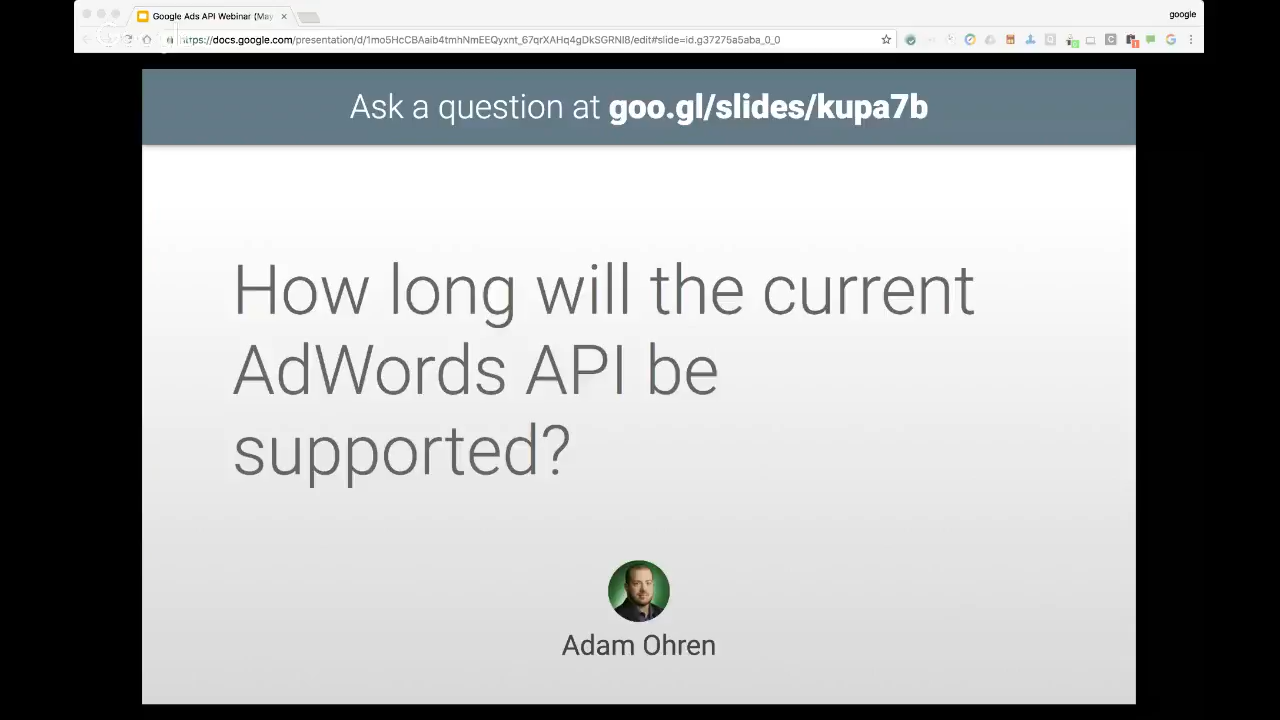 Google Ads API Webinar (May
google
https://docs.google.com/presentation/d/1mo5HcCBAaib4tmhNmEEQyxnt_67qrXAHq4gDkSGRNI8/edit#slide=id.g37275a5aba_0_0
Ask a question at goo.gl/slides/kupa7b
How long will the current
AdWords API be
supported?
Adam Ohren